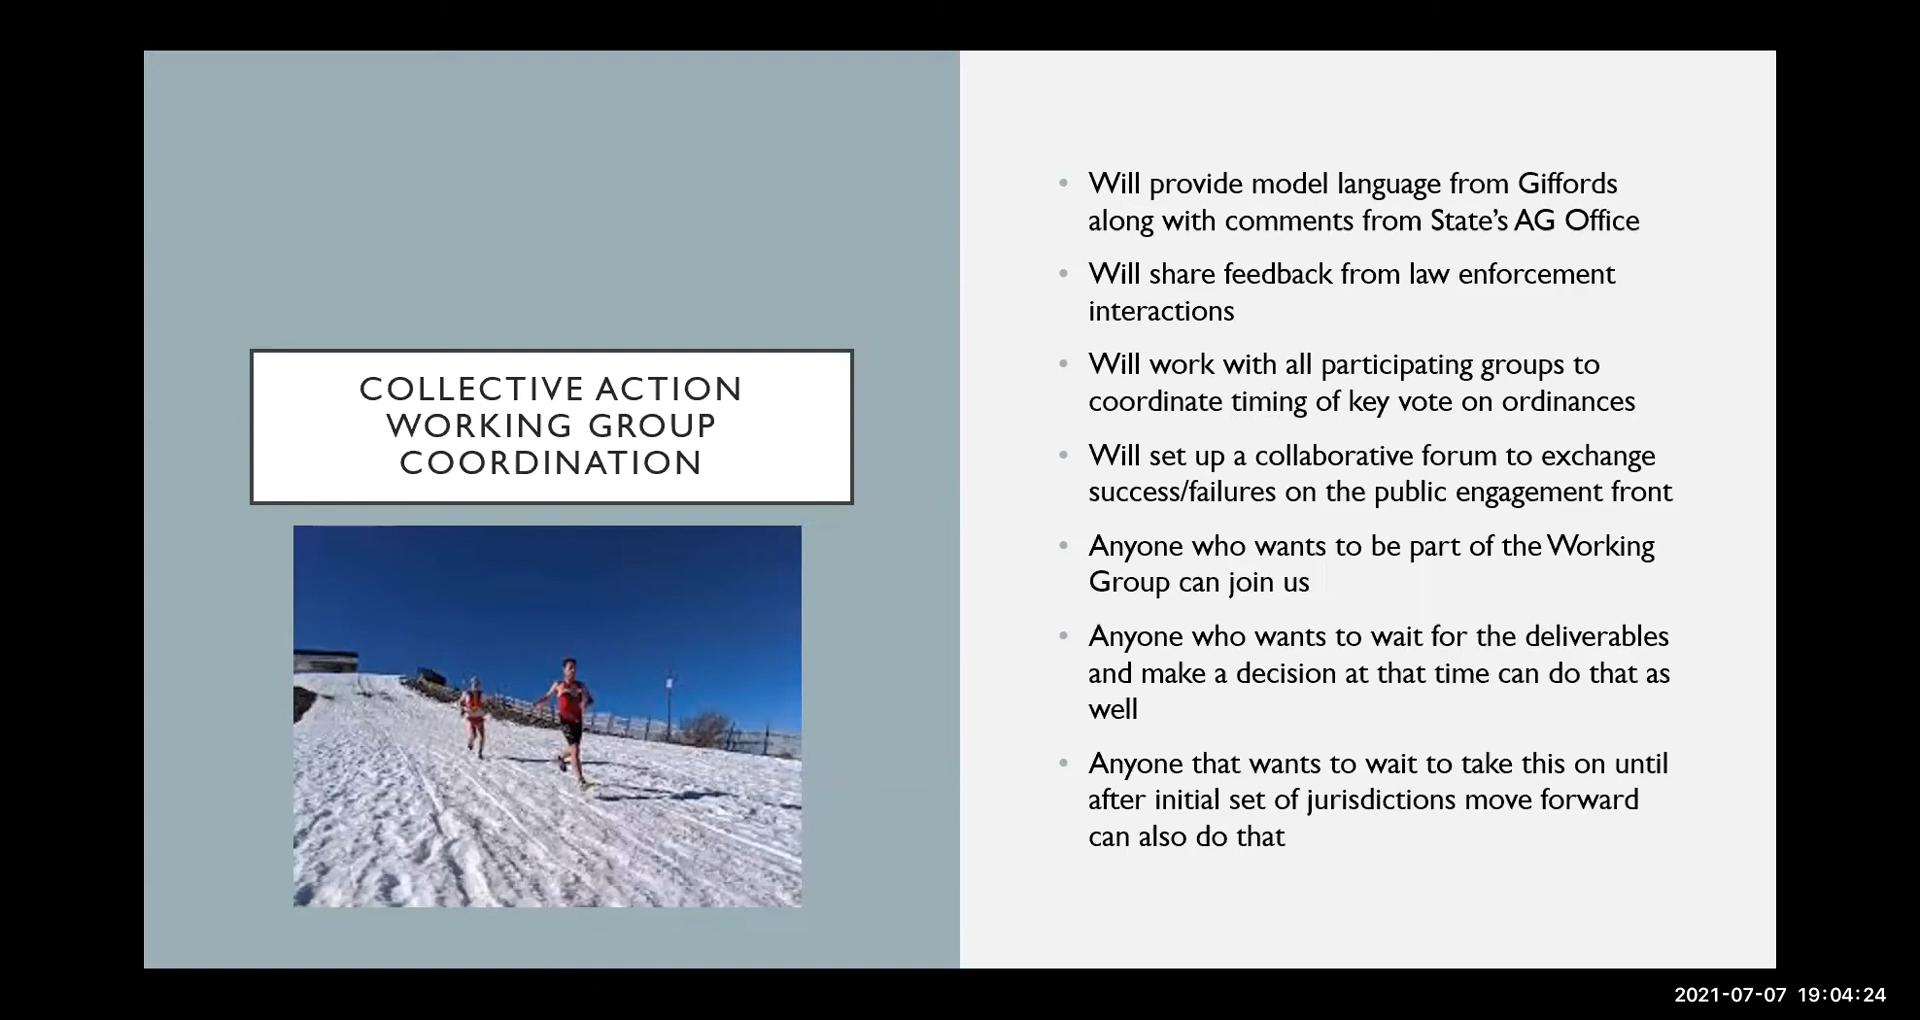 COLLECTIVE ACTION
WORKING GROUP
COORDINATION
• Will provide model language from Giffords
along with comments from State's AG Office
• Will share feedback from law enforcement
interactions
• Will work with all participating groups to
coordinate timing of key vote on ordinances
• Will set up a collaborative forum to exchange
success/failures on the public engagement front
• Anyone who wants to be part of the Working
Group can join us
• Anyone who wants to wait for the deliverables
and make a decision at that time can do that as
well
• Anyone that wants to wait to take this on until
after initial set of jurisdictions move forward
can also do that
2021-07-07 19:04:24